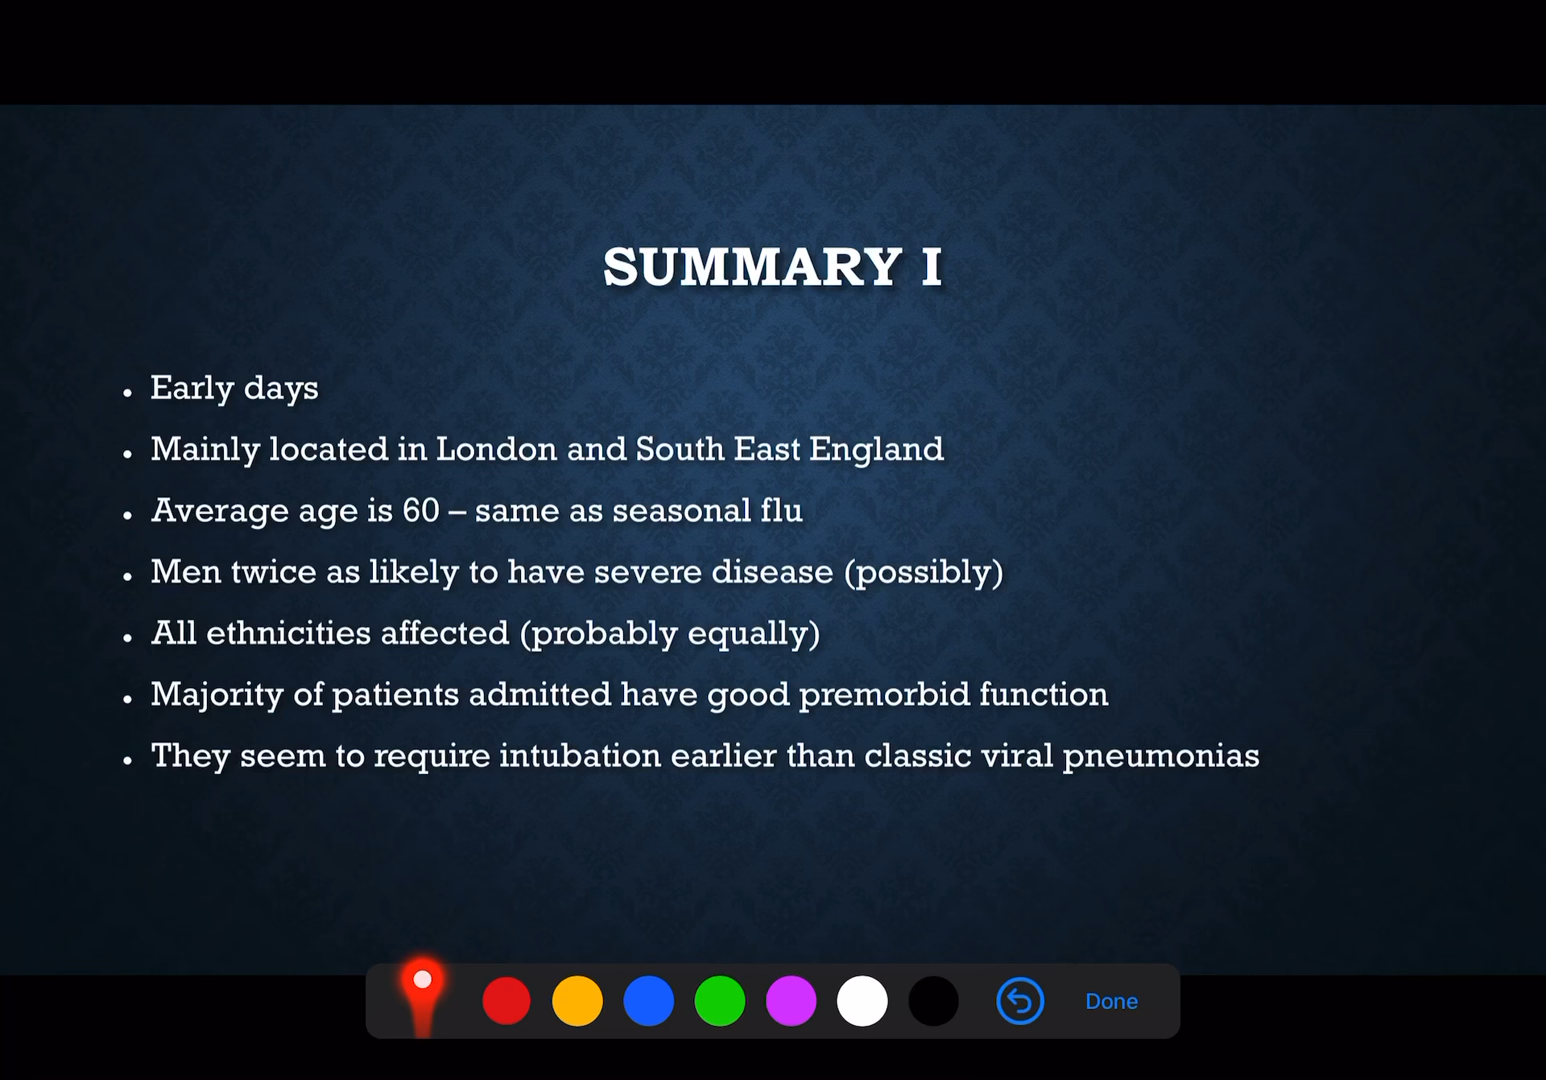 SUMMARY I
• Early days
• Mainly located in London and South East England
• Average age is 60 – same as seasonal flu
• Men twice as likely to have severe disease (possibly)
• All ethnicities affected (probably equally)
• Majority of patients admitted have good premorbid function
• They seem to require intubation earlier than classic viral pneumonias
Done